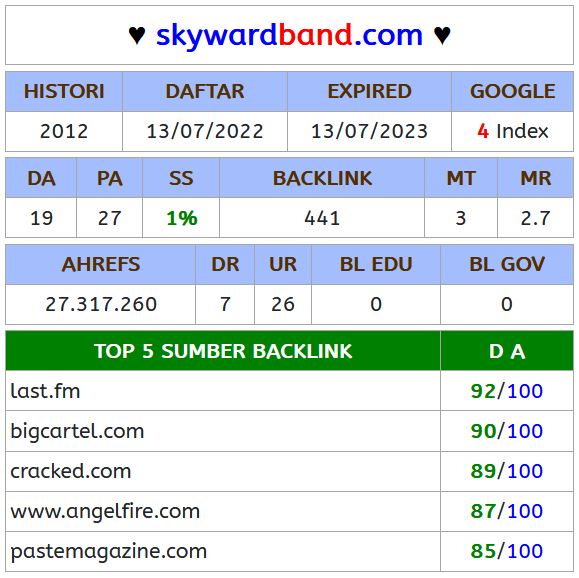 ♥ skywardband.com ♥
HISTORI DAFTAR EXPIRED GOOGLE
2012 13/07/2022 13/07/2023 4 Index
DA PA SS BACKLINK MT MR
19 27 1% 441 3 2.7
AHREFS DR UR BL EDU BL GOV
27.317.260 7 26 0 0
TOP 5 SUMBER BACKLINK D A
last.fm 92/100
bigcartel.com 90/100
cracked.com 89/100
www.angelfire.com 87/100
pastemagazine.com 85/100